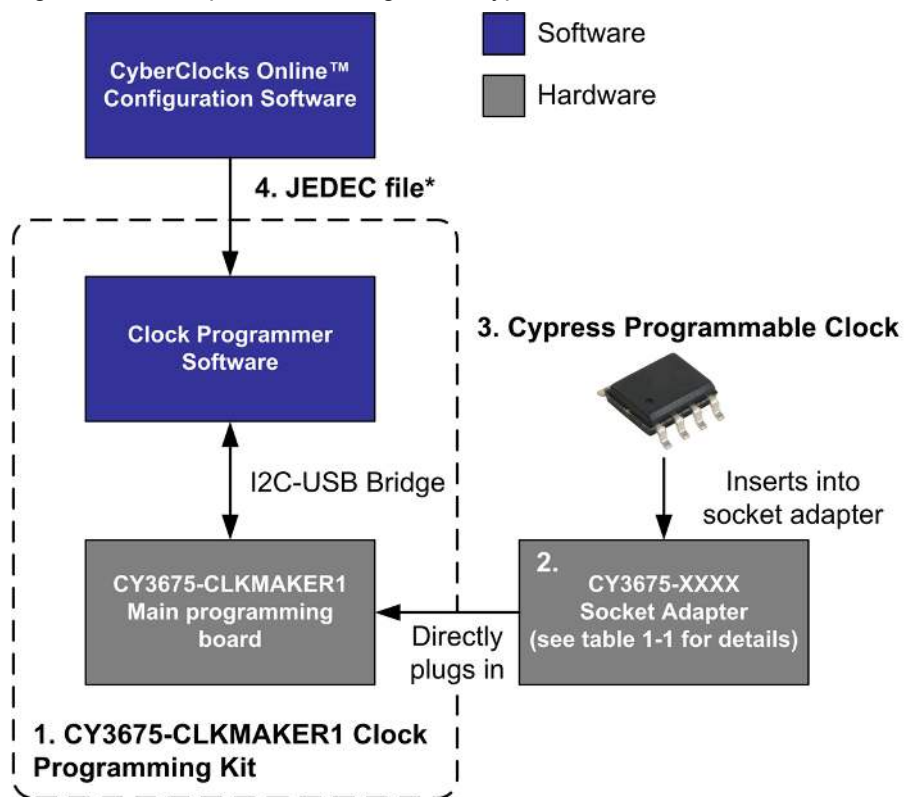 CyberClocks Online™
Configuration Software
Software
Hardware
4. JEDEC file*
Clock Programmer
Software
3. Cypress Programmable Clock
I2C-USB Bridge
Inserts into
socket adapter
CY3675-CLKMAKER1
Main programming
board
2.
CY3675-XXXX
Socket Adapter
(see table 1-1 for details)
Directly
plugs in
1. CY3675-CLKMAKER1 Clock
Programming Kit